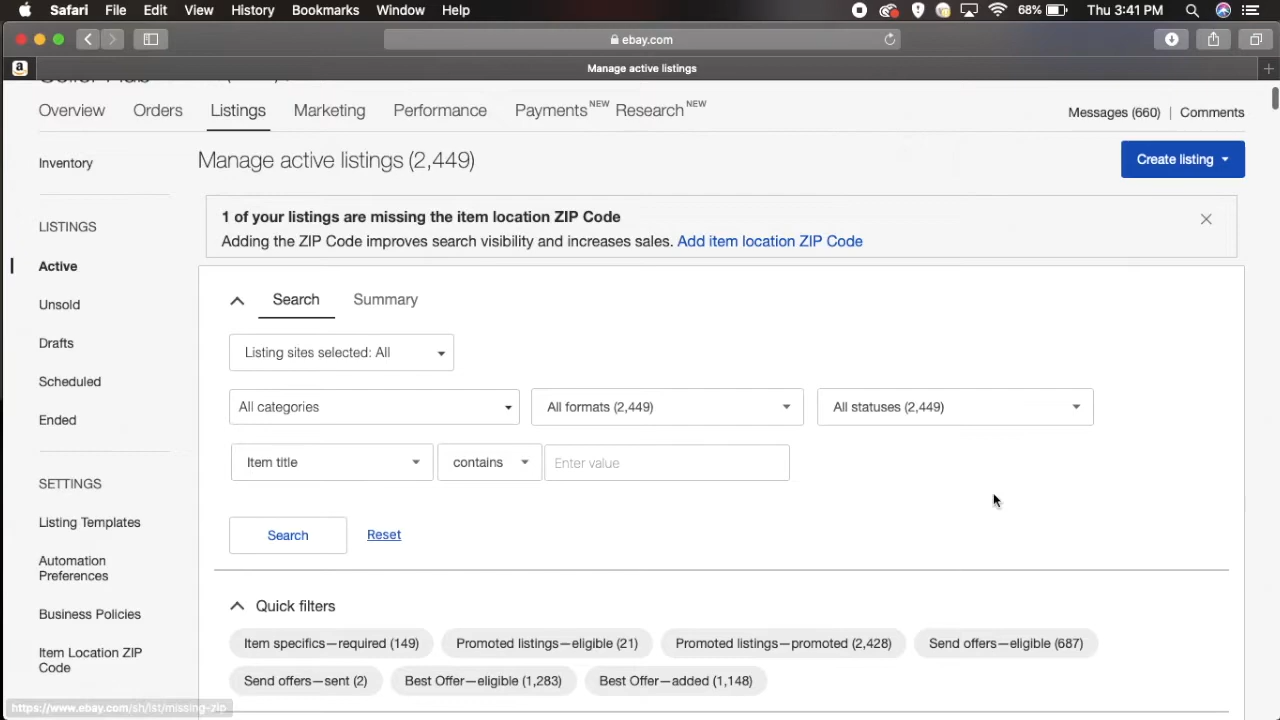 Safari File Edit View History Bookmarks Window Help 68% Thu 3:41 PM
ebay.com
a Manage active listings
Overview Orders Listings Marketing Performance Payments NEW Research NEW
Messages (660) | Comments
Inventory
Manage active listings (2,449)
Create listing
1 of your listings are missing the item location ZIP Code
Adding the ZIP Code improves search visibility and increases sales. Add item location ZIP Code
LISTINGS
Active
Unsold
Drafts
Scheduled
Ended
SETTINGS
Listing Templates
Automation
Preferences
Business Policies
Item Location ZIP
Code
Search Summary
Listing sites selected: All
All categories All formats (2,449) All statuses (2,449)
Item title contains Enter value
Search Reset
Quick filters
Item specifics—required (149) Promoted listings—eligible (21) Promoted listings—promoted (2,428) Send offers—eligible (687)
Send offers—sent (2) Best Offer—eligible (1,283) Best Offer—added (1,148)
https://www.ebay.com/sh/lst/missing-zip